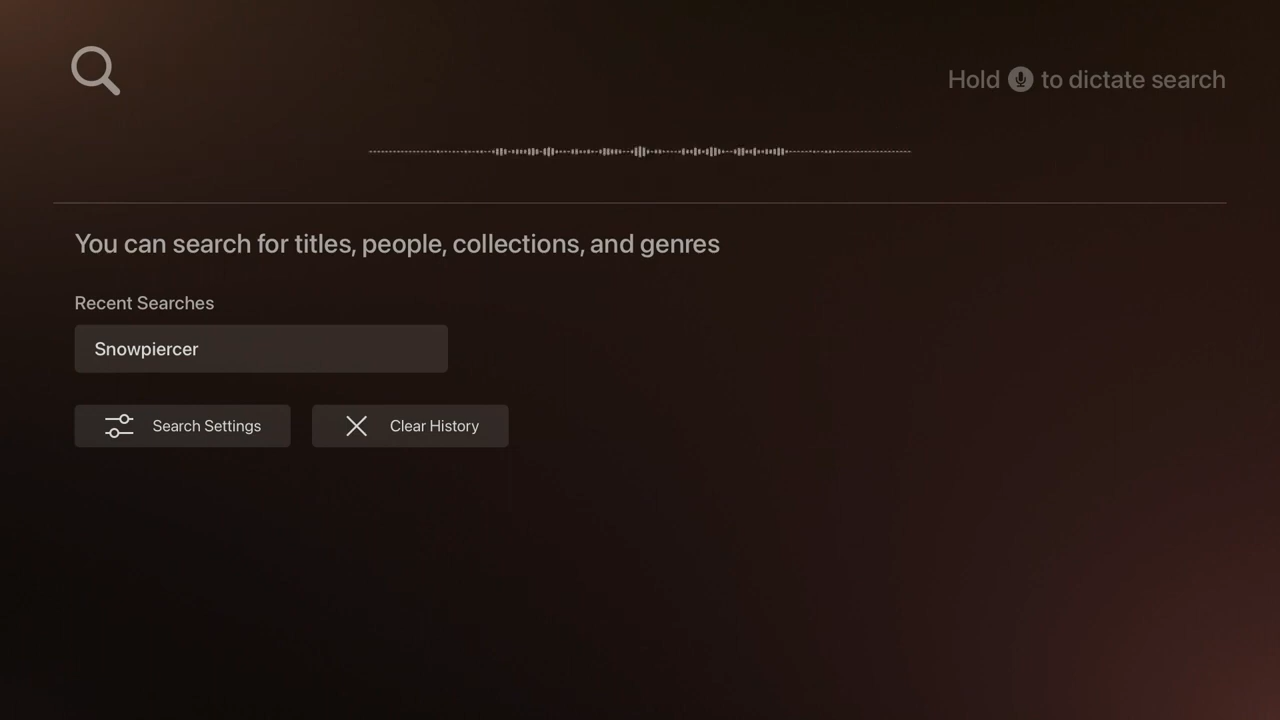 Hold to dictate search
You can search for titles, people, collections, and genres
Recent Searches
Snowpiercer
Search Settings
Clear History